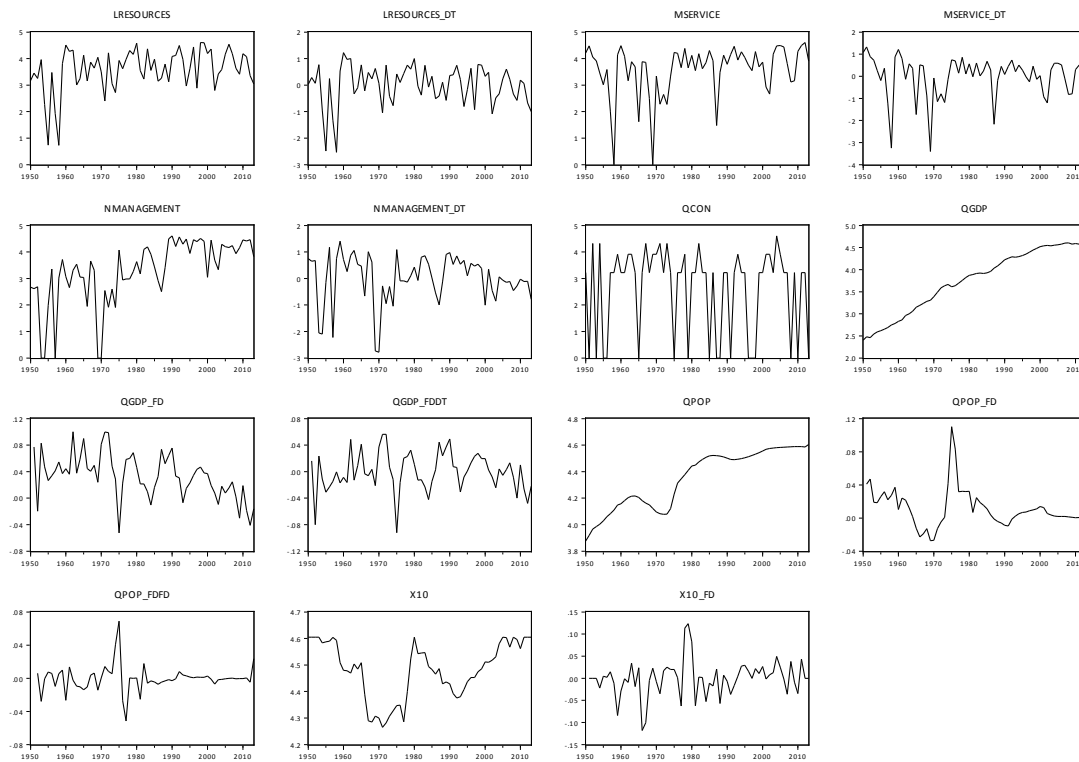 LRESOURCES LRESOURCES_DT MSERVICE MSERVICE_DT
5 2 5 2
4 1 4 1
3 0 3 0
2 -1 2 -1
1 -2 1 -2
-3
0 -3 0 -4
1950 1960 1970 1980 1990 2000 2010 1950 1960 1970 1980 1990 2000 2010 1950 1960 1970 1980 1990 2000 2010 1950 1960 1970 1980 1990 2000 201
NMANAGEMENT NMANAGEMENT_DT QCON QGDP
5 2 5 5.0
4 1 4 4.5
3 0 3 4.0
3.5
2 -1 2 3.0
1 -2 1 2.5
0 -3 0 2.0
1950 1960 1970 1980 1990 2000 2010 1950 1960 1970 1980 1990 2000 2010 1950 1960 1970 1980 1990 2000 2010 1950 1960 1970 1980 1990 2000 201
QGDP_FD QGDP_FDDT QPOP QPOP_FD
.12 .08 4.8 .12
.08 .04 4.6 .08
.04 .00 4.4 .04
.00 -.04 4.2 .00
-.04 -.08 4.0
-.08 -.12 3.8 -.04
1950 1960 1970 1980 1990 2000 2010 1950 1960 1970 1980 1990 2000 2010 1950 1960 1970 1980 1990 2000 2010 1950 1960 1970 1980 1990 2000 201
QPOP_FDFD X10 X10_FD
.08 4.7 .15
.04 4.6 .10
4.5 .05
.00 .00
4.4 -.05
-.04 4.3 -.10
-.08 4.2 -.15
1950 1960 1970 1980 1990 2000 2010 1950 1960 1970 1980 1990 2000 2010 1950 1960 1970 1980 1990 2000 2010